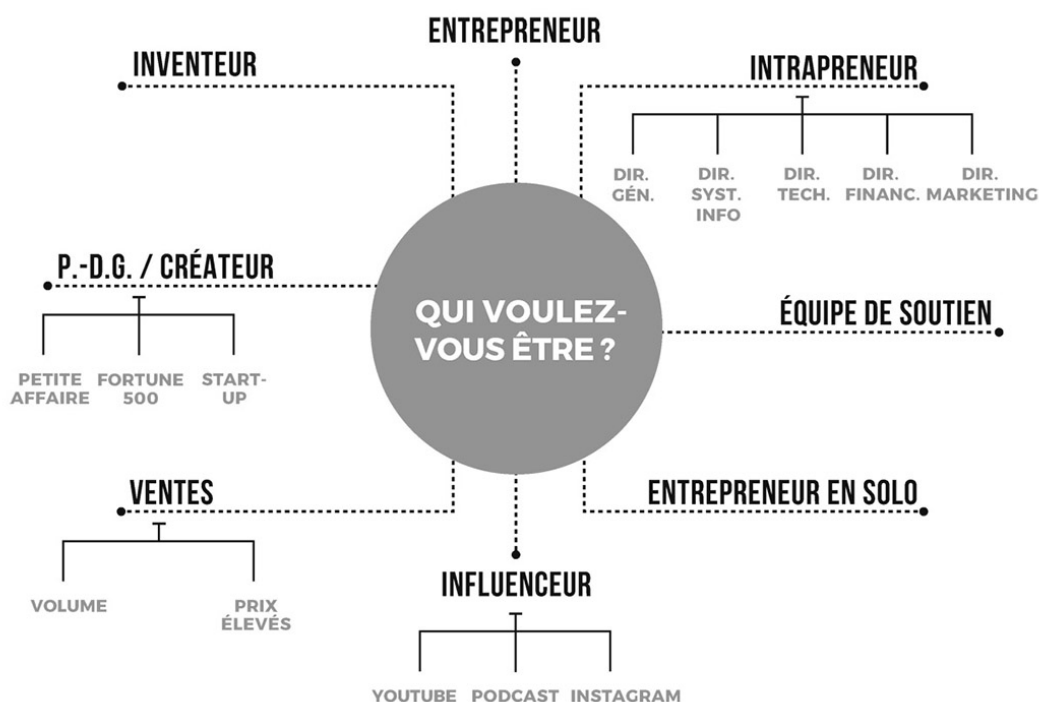 ENTREPRENEUR
INVENTEUR
INTRAPRENEUR
DIR.
GÉN.
DIR.
SYST.
INFO
DIR.
TECH.
DIR.
FINANC.
DIR.
MARKETING
P.-D.G. / CRÉATEUR
PETITE
AFFAIRE
FORTUNE
500
START-
UP
QUI VOULEZ-
VOUS ÊTRE ?
ÉQUIPE DE SOUTIEN
VENTES
VOLUME
PRIX
ÉLEVÉS
ENTREPRENEUR EN SOLO
INFLUENCEUR
YOUTUBE
PODCAST
INSTAGRAM